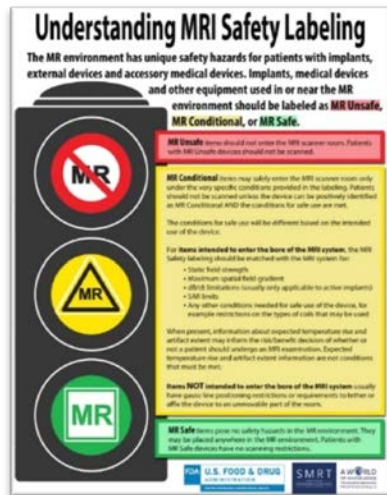 Understanding MRI Safety Labeling
The MR environment has unique safety hazards for patients with implants,
external devices and accessory medical devices. Implants, medical devices
and other equipment used in or near the MR
environment should be labeled as MR Unsafe,
MR Conditional, or MR Safe.
MR
MR Unsafe items should not enter the MRI scanner room. Patients
with MR Unsafe devices should not be scanned.
MR Conditional items may safely enter the MRI scanner room only
under the very specific conditions provided in the labeling. Patients
should not be scanned unless the device can be positively identified
as MR Conditional AND the conditions for safe use are met.
The conditions for safe use will be different based on the intended
use of the device.
For items intended to enter the bore of the MRI system, the MRI
Safety labeling should be matched with the MRI system for:
• Static field strength
• Maximum spatial field gradient
• dB/dt limitations (usually only applicable to active implants)
• SAR limits
• Any other conditions needed for safe use of the device, for
example restrictions on the types of coils that may be used
MR
When present, information about expected temperature rise and
artifact extent may inform the risk/benefit decision of whether or
not a patient should undergo an MRI examination. Expected
temperature rise and artifact extent information are not conditions
that must be met.
Items NOT intended to enter the bore of the MRI system usually
have gauss line positioning restrictions or requirements to tether or
affix the device to an unmovable part of the room.
MR
MR Safe items pose no safety hazards in the MR environment. They
may be placed anywhere in the MR environment. Patients with
MR Safe devices have no scanning restrictions.
FDA U.S. FOOD & DRUG
ADMINISTRATION
SMRT
A WORLD